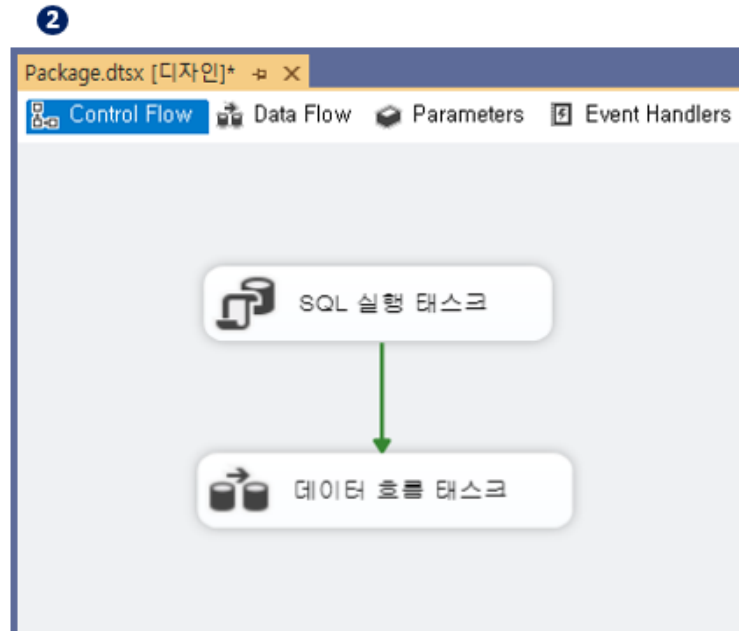 2
Package.dtsx [디자인]*
Control Flow Data Flow Parameters Event Handlers
SQL 실행 태스크
데이터 흐름 태스크